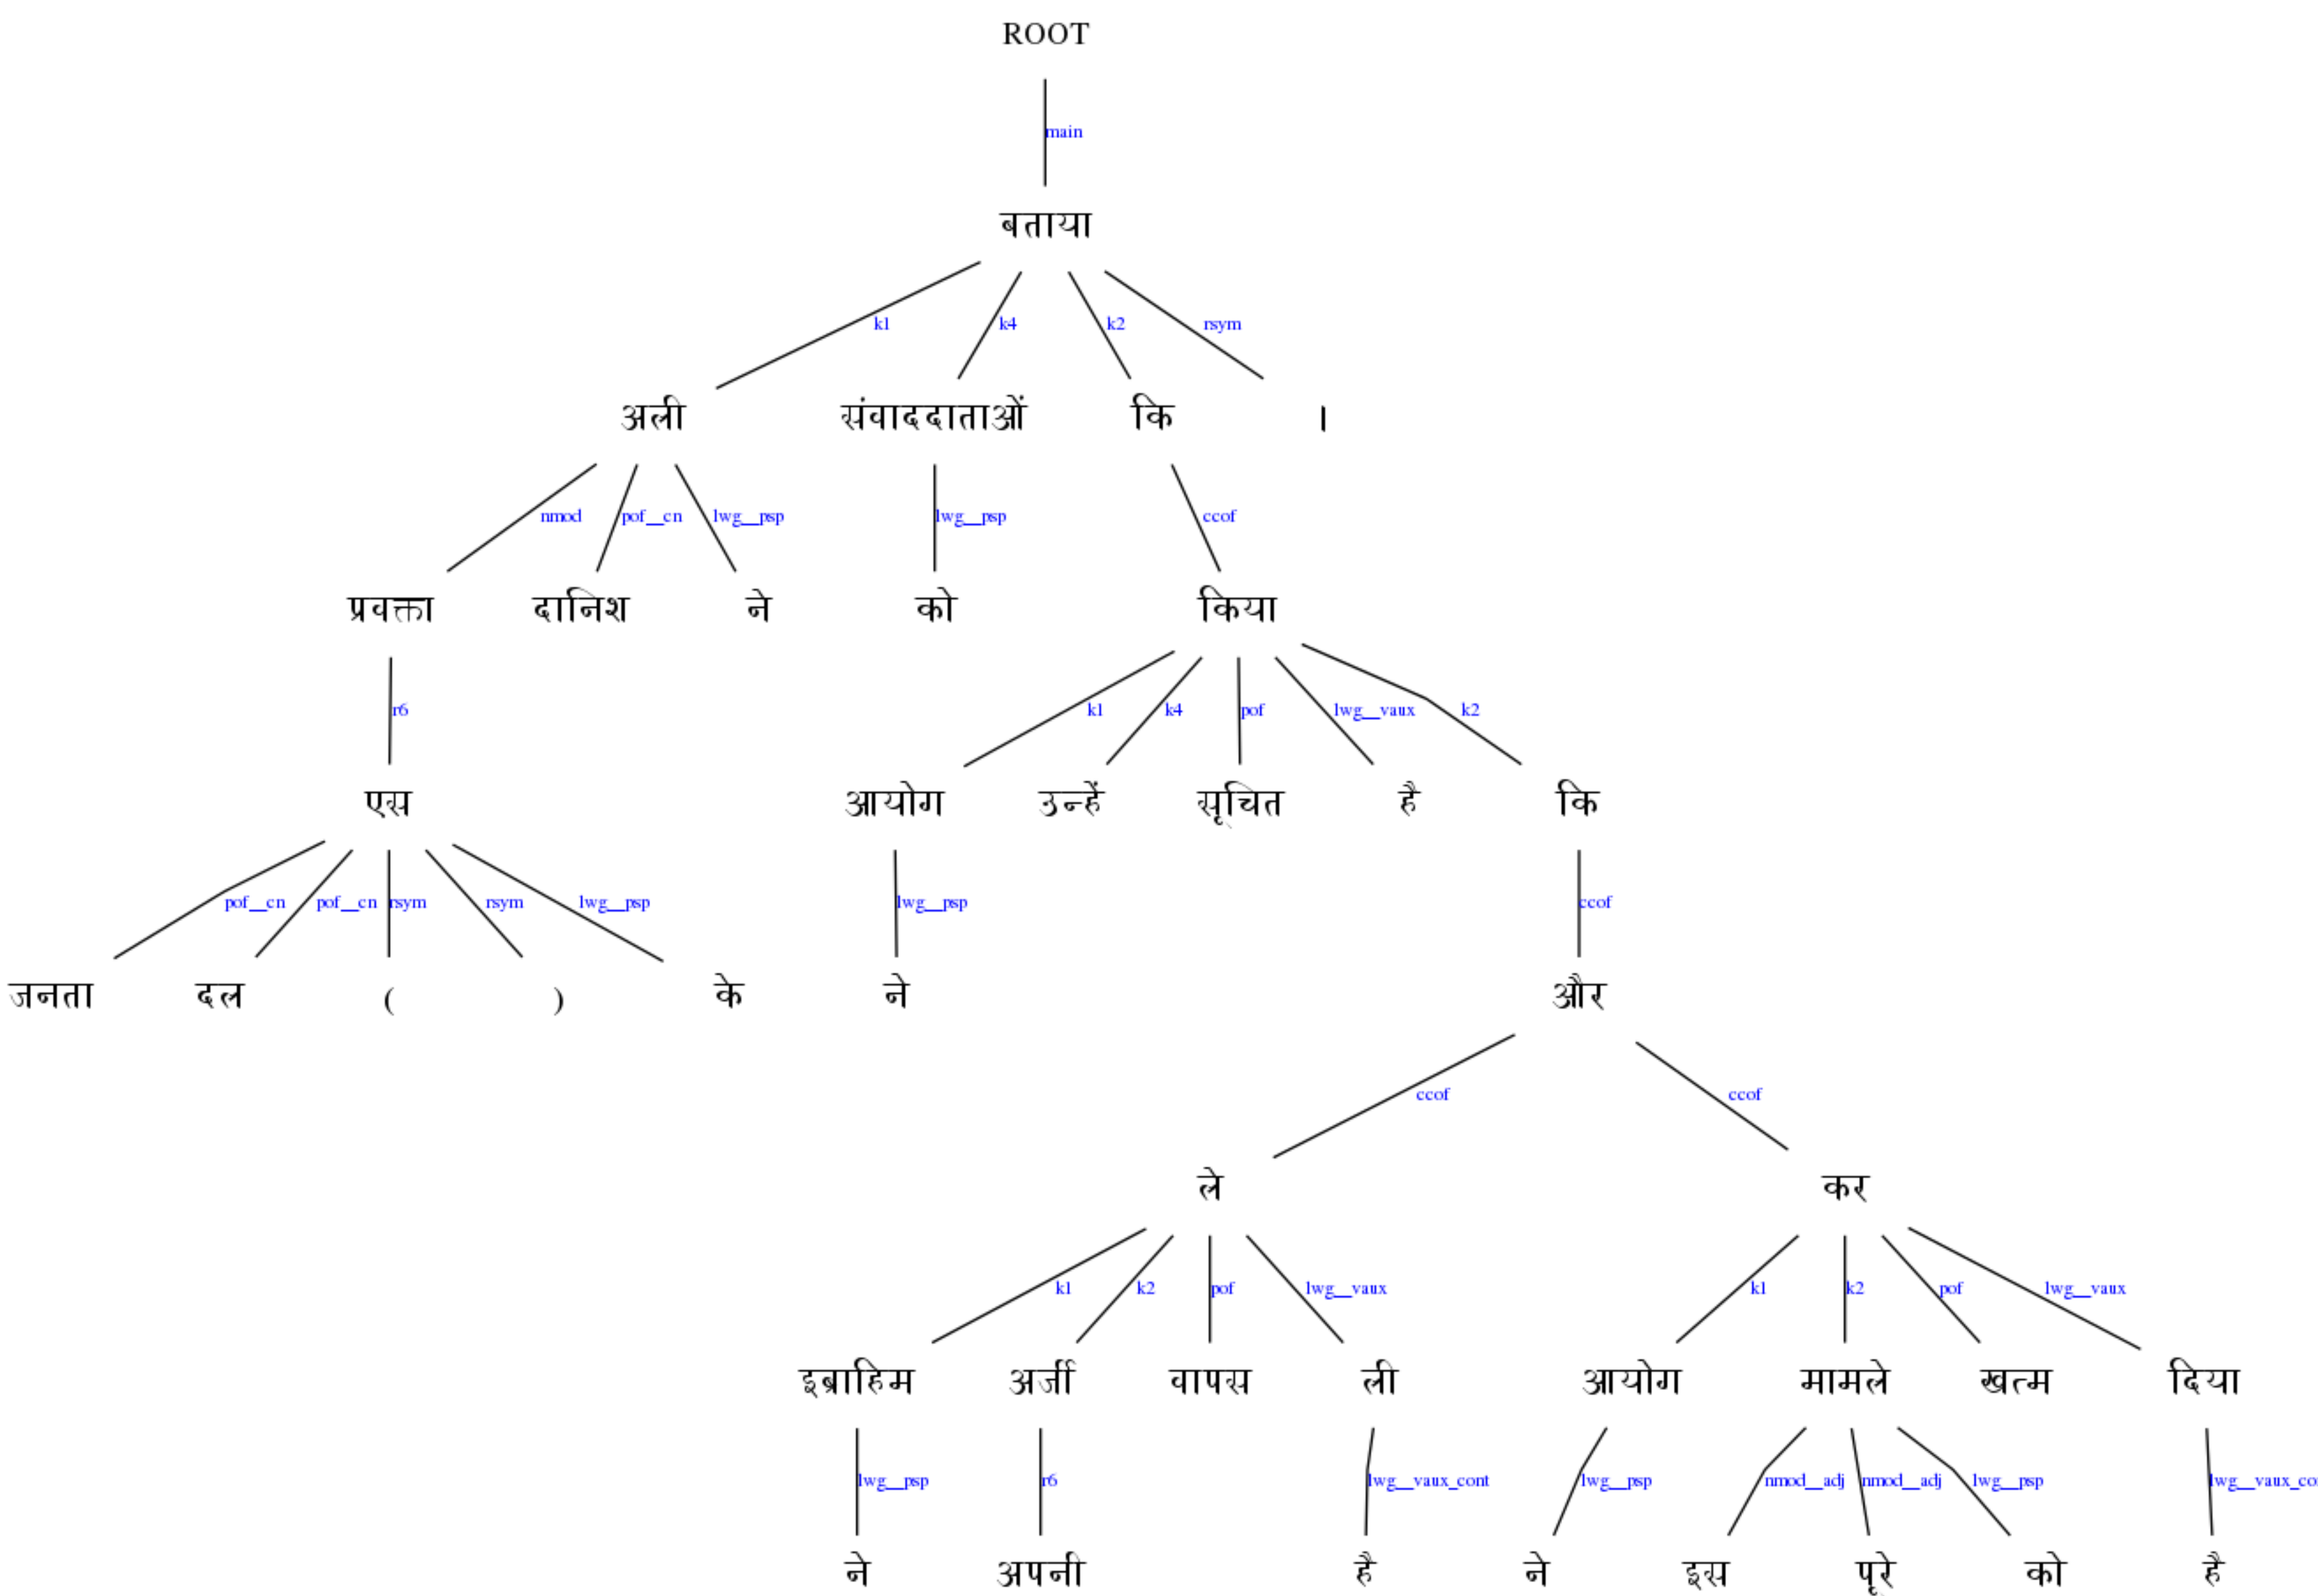 ROOT
main
बताया
k1 k4 k2 rsym
अली संवाददाताओं कि ।
nmod pof__cn lwg__psp lwg__psp ccof
प्रवक्ता दानिश ने को किया
r6 k1 k4 pof lwg__vaux k2
एस आयोग उन्हें सूचित है कि
pof__cn pof__cn rsym rsym lwg__psp lwg__psp ccof
जनता दल ( ) के ने और
ccof ccof
ले कर
k1 k2 pof lwg__vaux k1 k2 pof lwg__vaux
इब्राहिम अर्जी वापस ली आयोग मामले खत्म दिया
lwg__psp r6 lwg__vaux_cont lwg__psp nmod__adj nmod__adj lwg__psp lwg__vaux_co
ने अपनी है ने इस पूरे को है